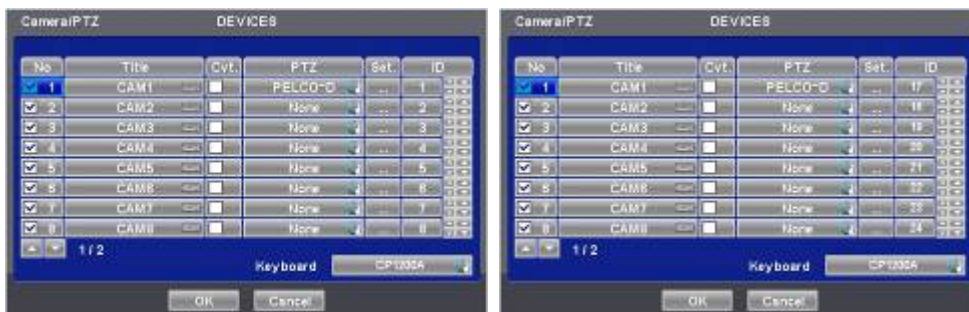 Camera/PTZ DEVICES
No Title Cvt. PTZ Set. ID
1 CAM1 PELCO-D .. 1
2 CAM2 None .. 2
3 CAM3 None .. 3
4 CAM4 None .. 4
5 CAM5 None .. 5
6 CAM6 None .. 6
7 CAM7 None .. 7
8 CAM8 None .. 8
1 / 2
Keyboard CP1200A
OK Cancel
Camera/PTZ DEVICES
No Title Cvt. PTZ Set. ID
1 CAM1 PELCO-D .. 17
2 CAM2 None .. 18
3 CAM3 None .. 19
4 CAM4 None .. 20
5 CAM5 None .. 21
6 CAM6 None .. 22
7 CAM7 None .. 23
8 CAM8 None .. 24
1 / 2
Keyboard CP1200A
OK Cancel